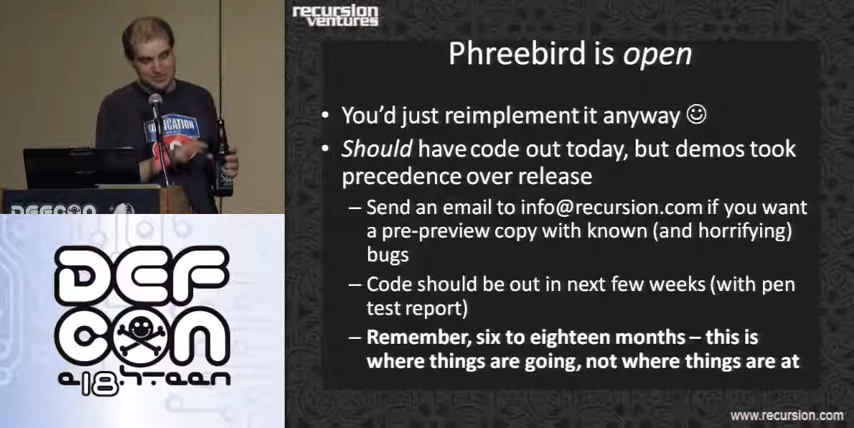 recursion
ventures
Phreebird is open
• You'd just reimplement it anyway ☺
• Should have code out today, but demos took
precedence over release
– Send an email to info@recursion.com if you want
a pre-preview copy with known (and horrifying)
bugs
– Code should be out in next few weeks (with pen
test report)
– Remember, six to eighteen months – this is
where things are going, not where things are at
www.recursion.com
DEFCON
DEF
CON
e18hteen